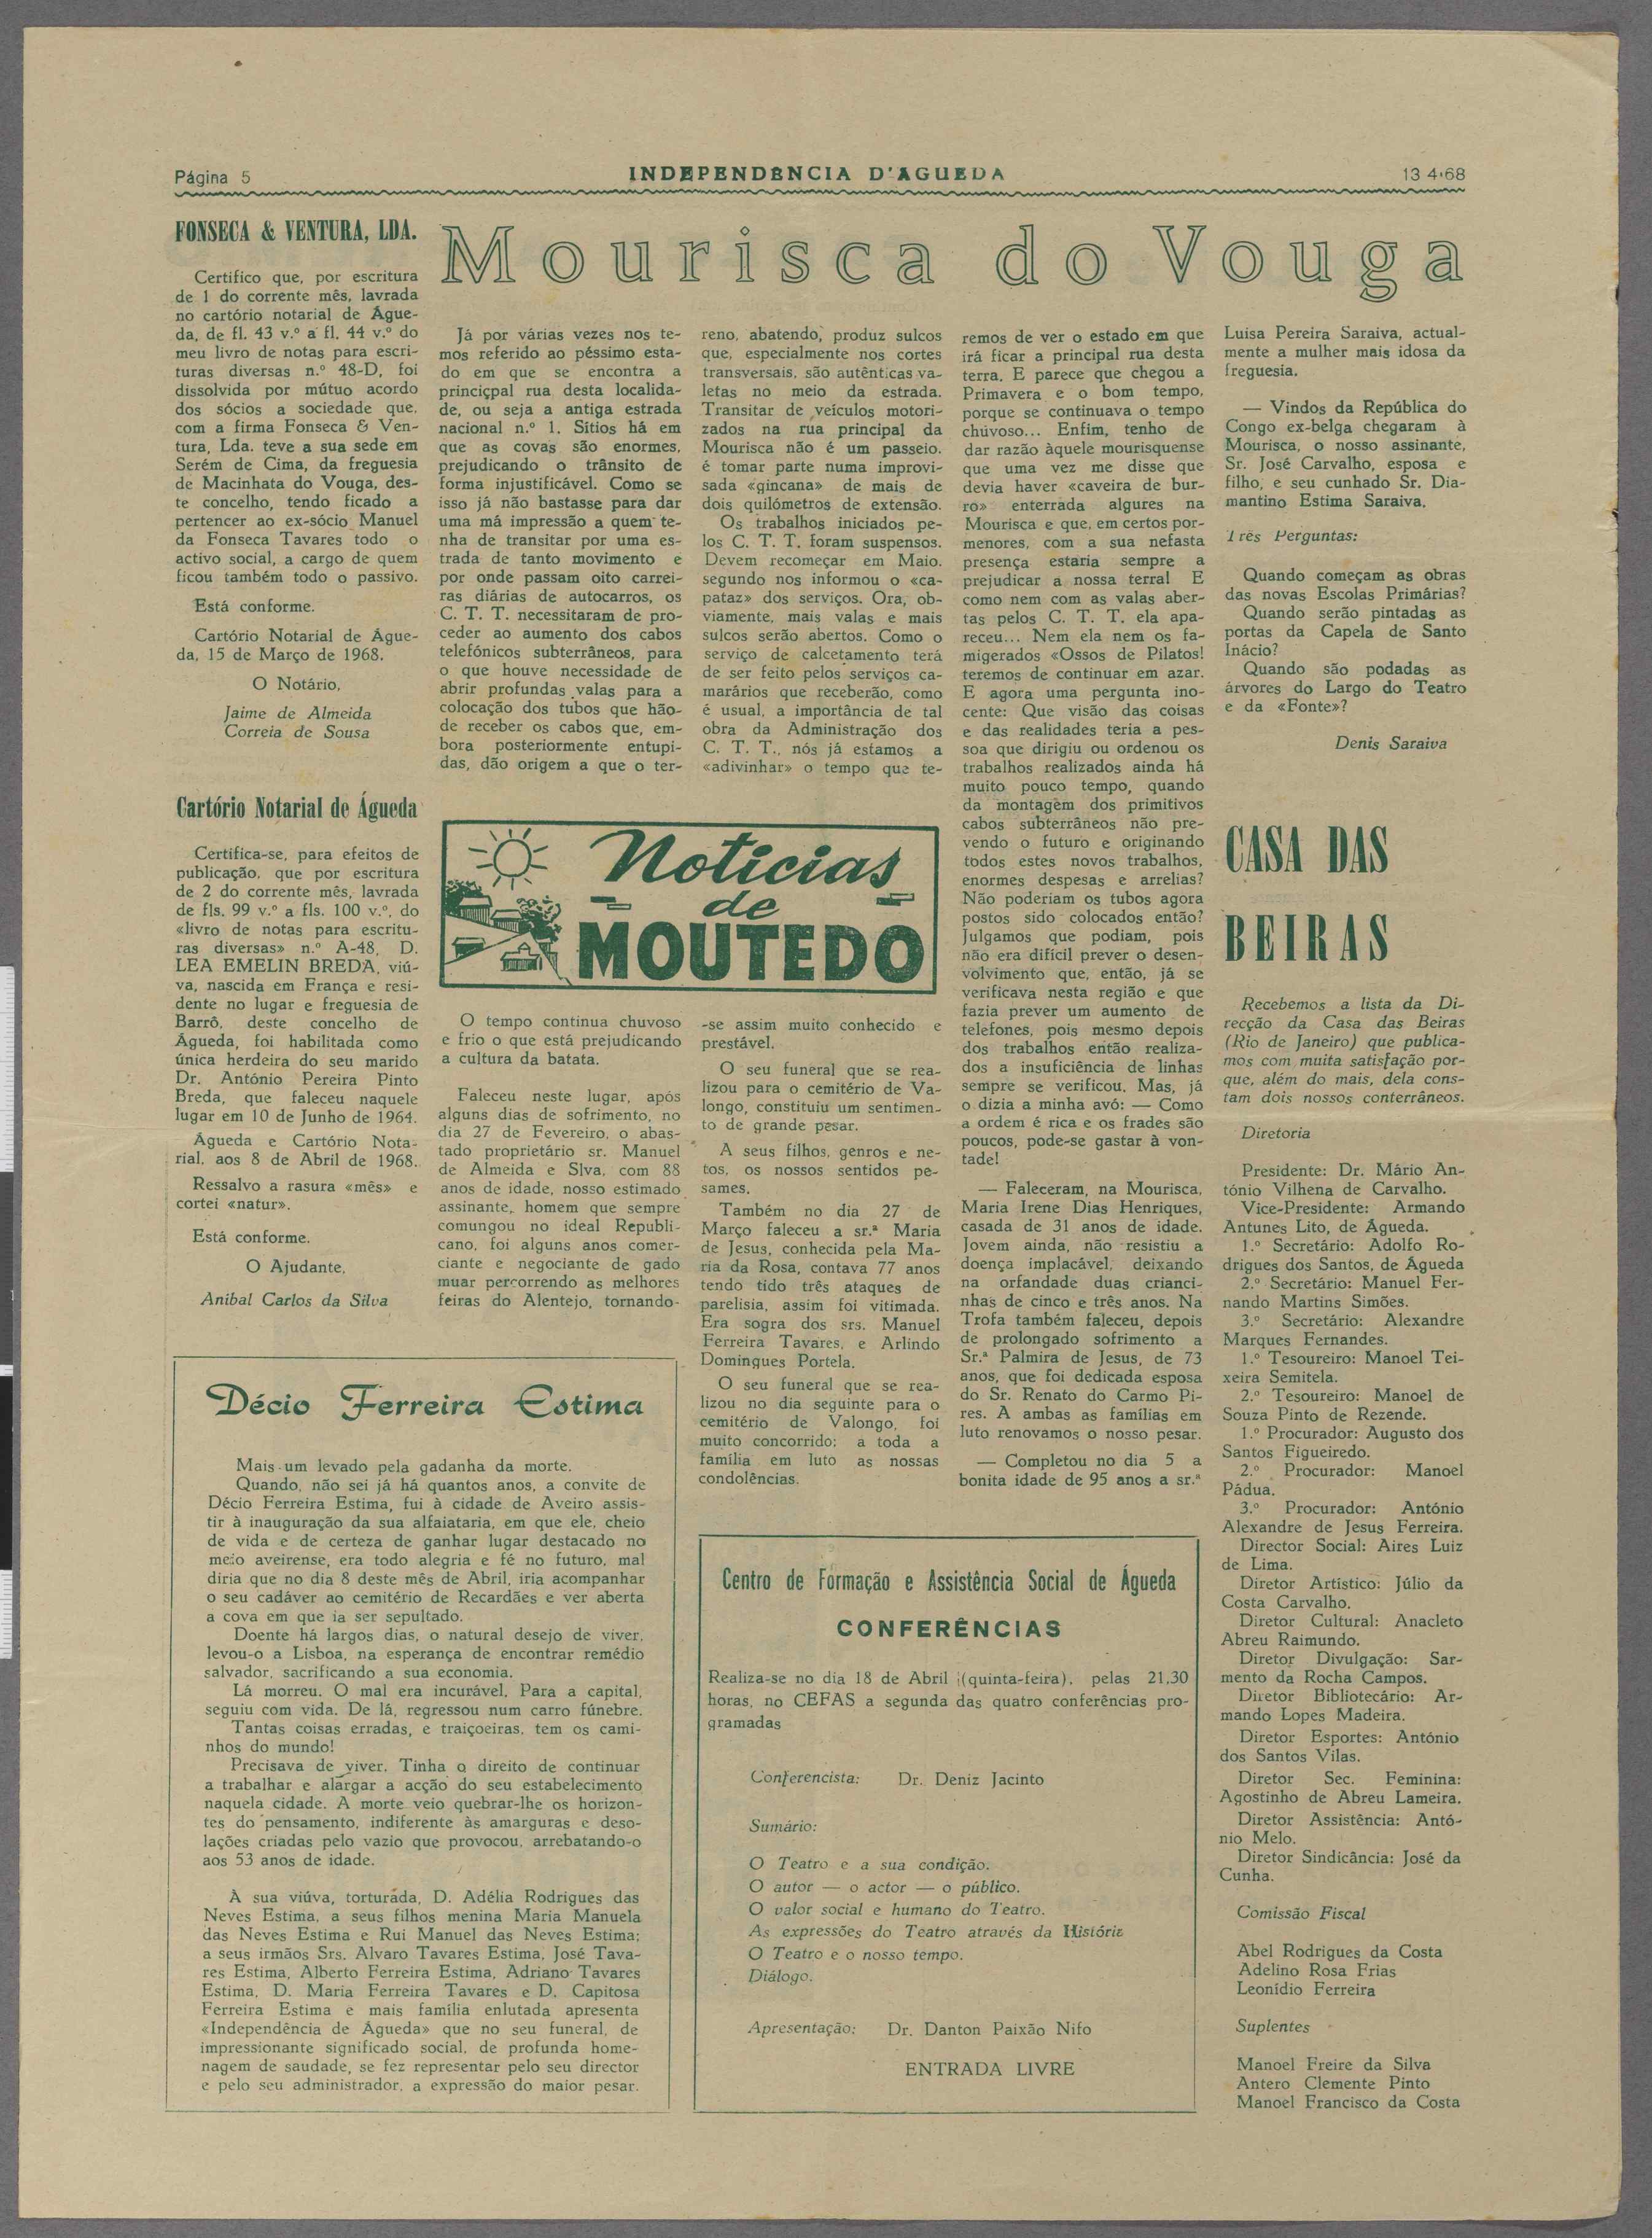 Página 5
INDEPENDÊNCIA D'AGUEDA
13 4·68
FONSECA & VENTURA, LDA.
Certifico que, por escritura
de 1 do corrente mês, lavrada
no cartório notarial de Águe-
da, de fl. 43 v.º a fl. 44 v.º do
meu livro de notas para escri-
turas diversas n.º 48-D, foi
dissolvida por mútuo acordo
dos sócios a sociedade que,
com a firma Fonseca & Ven-
tura, Lda. teve a sua sede em
Serém de Cima, da freguesia
de Macinhata do Vouga, des-
te concelho, tendo ficado a
pertencer ao ex-sócio Manuel
da Fonseca Tavares todo o
activo social, a cargo de quem
ficou também todo o passivo.
Está conforme.
Cartório Notarial de Águe-
da, 15 de Março de 1968.
O Notário,
Jaime de Almeida
Correia de Sousa
Cartório Notarial de Águeda
Certifica-se, para efeitos de
publicação, que por escritura
de 2 do corrente mês, lavrada
de fls. 99 v.º a fls. 100 v.º, do
«livro de notas para escritu-
ras diversas» n.º A-48, D.
LEA EMELIN BREDA, viú-
va, nascida em França e resi-
dente no lugar e freguesia de
Barrô, deste concelho de
Águeda, foi habilitada como
única herdeira do seu marido
Dr. António Pereira Pinto
Breda, que faleceu naquele
lugar em 10 de Junho de 1964.
Águeda e Cartório Nota-
rial, aos 8 de Abril de 1968.
Ressalvo a rasura «mês» e
cortei «natur».
Está conforme.
O Ajudante,
Aníbal Carlos da Silva
Mourisca do Vouga
Já por várias vezes nos te-
mos referido ao péssimo esta-
do em que se encontra a
princiçpal rua desta localida-
de, ou seja a antiga estrada
nacional n.º 1. Sítios há em
que as covas são enormes,
prejudicando o trânsito de
forma injustificável. Como se
isso já não bastasse para dar
uma má impressão a quem te-
nha de transitar por uma es-
trada de tanto movimento e
por onde passam oito carrei-
ras diárias de autocarros, os
C. T. T. necessitaram de pro-
ceder ao aumento dos cabos
telefónicos subterrâneos, para
o que houve necessidade de
abrir profundas valas para a
colocação dos tubos que hão-
de receber os cabos que, em-
bora posteriormente entupi-
das, dão origem a que o ter-
reno, abatendo, produz sulcos
que, especialmente nos cortes
transversais, são autênticas va-
letas no meio da estrada.
Transitar de veículos motori-
zados na rua principal da
Mourisca não é um passeio,
é tomar parte numa improvi-
sada «gincana» de mais de
dois quilómetros de extensão.
Os trabalhos iniciados pe-
los C. T. T. foram suspensos.
Devem recomeçar em Maio,
segundo nos informou o «ca-
pataz» dos serviços. Ora, ob-
viamente, mais valas e mais
sulcos serão abertos. Como o
serviço de calcetamento terá
de ser feito pelos serviços ca-
marários que receberão, como
é usual, a importância de tal
obra da Administração dos
C. T. T., nós já estamos a
«adivinhar» o tempo que te-
remos de ver o estado em que
irá ficar a principal rua desta
terra. E parece que chegou a
Primavera e o bom tempo,
porque se continuava o tempo
chuvoso... Enfim, tenho de
dar razão àquele mourisquense
que uma vez me disse que
devia haver «caveira de bur-
ro» enterrada algures na
Mourisca e que, em certos por-
menores, com a sua nefasta
presença estaria sempre a
prejudicar a nossa terra! E
como nem com as valas aber-
tas pelos C. T. T. ela apa-
receu... Nem ela nem os fa-
migerados «Ossos de Pilatos!
teremos de continuar em azar.
E agora uma pergunta ino-
cente: Que visão das coisas
e das realidades teria a pes-
soa que dirigiu ou ordenou os
trabalhos realizados ainda há
muito pouco tempo, quando
da montagem dos primitivos
cabos subterrâneos não pre-
vendo o futuro e originando
todos estes novos trabalhos,
enormes despesas e arrelias?
Não poderiam os tubos agora
postos sido colocados então?
Julgamos que podiam, pois
não era difícil prever o desen-
volvimento que, então, já se
verificava nesta região e que
fazia prever um aumento de
telefones, pois mesmo depois
dos trabalhos então realiza-
dos a insuficiência de linhas
sempre se verificou. Mas, já
o dizia a minha avó: — Como
a ordem é rica e os frades são
poucos, pode-se gastar à von-
tade!
— Faleceram, na Mourisca,
Maria Irene Dias Henriques,
casada de 31 anos de idade.
Jovem ainda, não resistiu a
doença implacável, deixando
na orfandade duas crianci-
nhas de cinco e três anos. Na
Trofa também faleceu, depois
de prolongado sofrimento a
Sr.ª Palmira de Jesus, de 73
anos, que foi dedicada esposa
do Sr. Renato do Carmo Pi-
res. A ambas as famílias em
luto renovamos o nosso pesar.
— Completou no dia 5 a
bonita idade de 95 anos a sr.ª
Luisa Pereira Saraiva, actual-
mente a mulher mais idosa da
freguesia.
— Vindos da República do
Congo ex-belga chegaram à
Mourisca, o nosso assinante,
Sr. José Carvalho, esposa e
filho, e seu cunhado Sr. Dia-
mantino Estima Saraiva.
Três Perguntas:
Quando começam as obras
das novas Escolas Primárias?
Quando serão pintadas as
portas da Capela de Santo
Inácio?
Quando são podadas as
árvores do Largo do Teatro
e da «Fonte»?
Denis Saraiva
Noticias
de
MOUTEDO
O tempo continua chuvoso
e frio o que está prejudicando
a cultura da batata.
Faleceu neste lugar, após
alguns dias de sofrimento, no
dia 27 de Fevereiro, o abas-
tado proprietário sr. Manuel
de Almeida e Slva, com 88
anos de idade, nosso estimado
assinante, homem que sempre
comungou no ideal Republi-
cano, foi alguns anos comer-
ciante e negociante de gado
muar percorrendo as melhores
feiras do Alentejo, tornando-
-se assim muito conhecido e
prestável.
O seu funeral que se rea-
lizou para o cemitério de Va-
longo, constituiu um sentimen-
to de grande pesar.
A seus filhos, genros e ne-
tos, os nossos sentidos pe-
sames.
Também no dia 27 de
Março faleceu a sr.ª Maria
de Jesus, conhecida pela Ma-
ria da Rosa, contava 77 anos
tendo tido três ataques de
parelisia, assim foi vitimada.
Era sogra dos srs. Manuel
Ferreira Tavares, e Arlindo
Domingues Portela.
O seu funeral que se rea-
lizou no dia seguinte para o
cemitério de Valongo, foi
muito concorrido; a toda a
família em luto as nossas
condolências.
CASA DAS
BEIRAS
Recebemos a lista da Di-
recção da Casa das Beiras
(Rio de Janeiro) que publica-
mos com muita satisfação por-
que, além do mais, dela cons-
tam dois nossos conterrâneos.
Diretoria
Presidente: Dr. Mário An-
tónio Vilhena de Carvalho.
Vice-Presidente: Armando
Antunes Lito, de Águeda.
1.º Secretário: Adolfo Ro-
drigues dos Santos, de Águeda
2.º Secretário: Manuel Fer-
nando Martins Simões.
3.º Secretário: Alexandre
Marques Fernandes.
1.º Tesoureiro: Manoel Tei-
xeira Semitela.
2.º Tesoureiro: Manoel de
Souza Pinto de Rezende.
1.º Procurador: Augusto dos
Santos Figueiredo.
2.º Procurador: Manoel
Pádua.
3.º Procurador: António
Alexandre de Jesus Ferreira.
Director Social: Aires Luiz
de Lima.
Diretor Artístico: Júlio da
Costa Carvalho.
Diretor Cultural: Anacleto
Abreu Raimundo.
Diretor Divulgação: Sar-
mento da Rocha Campos.
Diretor Bibliotecário: Ar-
mando Lopes Madeira.
Diretor Esportes: António
dos Santos Vilas.
Diretor Sec. Feminina:
Agostinho de Abreu Lameira.
Diretor Assistência: Antó-
nio Melo.
Diretor Sindicância: José da
Cunha.
Comissão Fiscal
Abel Rodrigues da Costa
Adelino Rosa Frias
Leonídio Ferreira
Suplentes
Manoel Freire da Silva
Antero Clemente Pinto
Manoel Francisco da Costa
Décio Ferreira Estima
Mais um levado pela gadanha da morte.
Quando, não sei já há quantos anos, a convite de
Décio Ferreira Estima, fui à cidade de Aveiro assis-
tir à inauguração da sua alfaiataria, em que ele, cheio
de vida e de certeza de ganhar lugar destacado no
meio aveirense, era todo alegria e fé no futuro, mal
diria que no dia 8 deste mês de Abril, iria acompanhar
o seu cadáver ao cemitério de Recardães e ver aberta
a cova em que ia ser sepultado.
Doente há largos dias, o natural desejo de viver,
levou-o a Lisboa, na esperança de encontrar remédio
salvador, sacrificando a sua economia.
Lá morreu. O mal era incurável. Para a capital,
seguiu com vida. De lá, regressou num carro fúnebre.
Tantas coisas erradas, e traiçoeiras, tem os cami-
nhos do mundo!
Precisava de viver. Tinha o direito de continuar
a trabalhar e alargar a acção do seu estabelecimento
naquela cidade. A morte veio quebrar-lhe os horizon-
tes do pensamento, indiferente às amarguras e deso-
lações criadas pelo vazio que provocou, arrebatando-o
aos 53 anos de idade.
À sua viúva, torturada, D. Adélia Rodrigues das
Neves Estima, a seus filhos menina Maria Manuela
das Neves Estima e Rui Manuel das Neves Estima;
a seus irmãos Srs. Alvaro Tavares Estima, José Tava-
res Estima, Alberto Ferreira Estima, Adriano Tavares
Estima, D. Maria Ferreira Tavares e D. Capitosa
Ferreira Estima e mais família enlutada apresenta
«Independência de Águeda» que no seu funeral, de
impressionante significado social, de profunda home-
nagem de saudade, se fez representar pelo seu director
e pelo seu administrador, a expressão do maior pesar.
Centro de Formação e Assistência Social de Águeda
CONFERÊNCIAS
Realiza-se no dia 18 de Abril (quinta-feira), pelas 21,30
horas, no CEFAS a segunda das quatro conferências pro-
gramadas
Conferencista: Dr. Deniz Jacinto
Sumário:
O Teatro e a sua condição.
O autor — o actor — o público.
O valor social e humano do Teatro.
As expressões do Teatro através da História
O Teatro e o nosso tempo.
Diálogo.
Apresentação: Dr. Danton Paixão Nifo
ENTRADA LIVRE